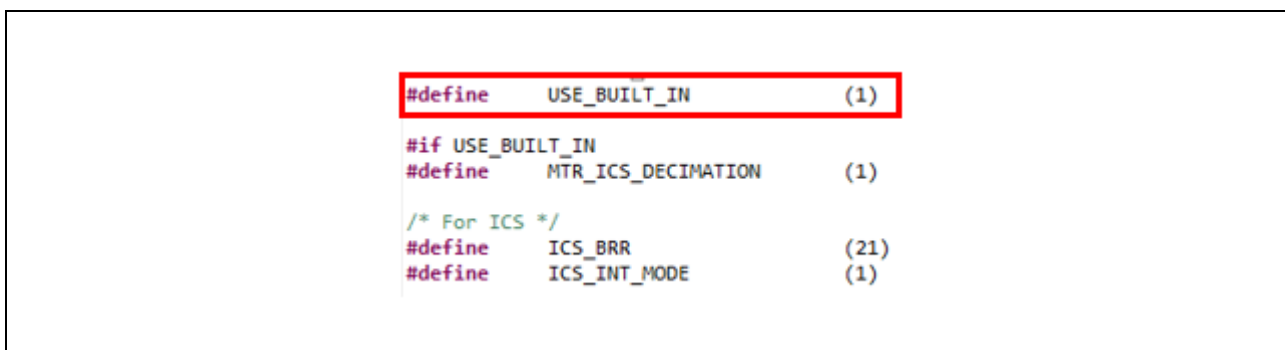 #define USE_BUILT_IN (1)
#if USE_BUILT_IN
#define MTR_ICS_DECIMATION (1)
/* For ICS */
#define ICS_BRR (21)
#define ICS_INT_MODE (1)